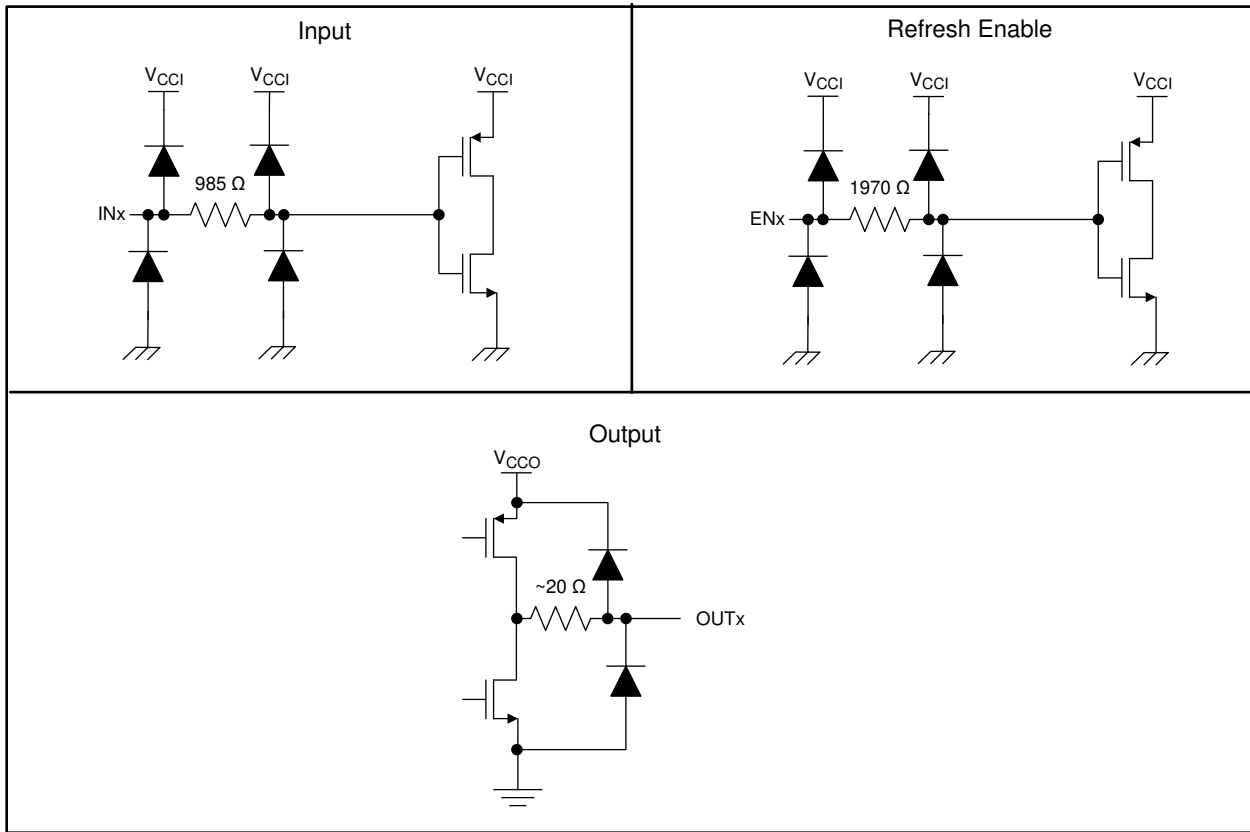 Input
Refresh Enable
VCCI
VCCI
VCCI
VCCI
VCCI
VCCI
985 Ω
1970 Ω
INx
ENx
Output
VCCO
~20 Ω
OUTx